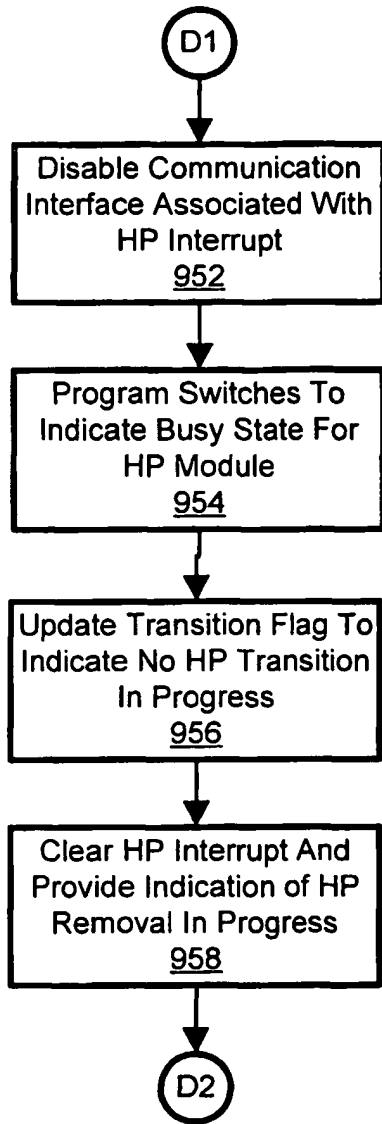 D1
Disable Communication
Interface Associated With
HP Interrupt
952
Program Switches To
Indicate Busy State For
HP Module
954
Update Transition Flag To
Indicate No HP Transition
In Progress
956
Clear HP Interrupt And
Provide Indication of HP
Removal In Progress
958
D2